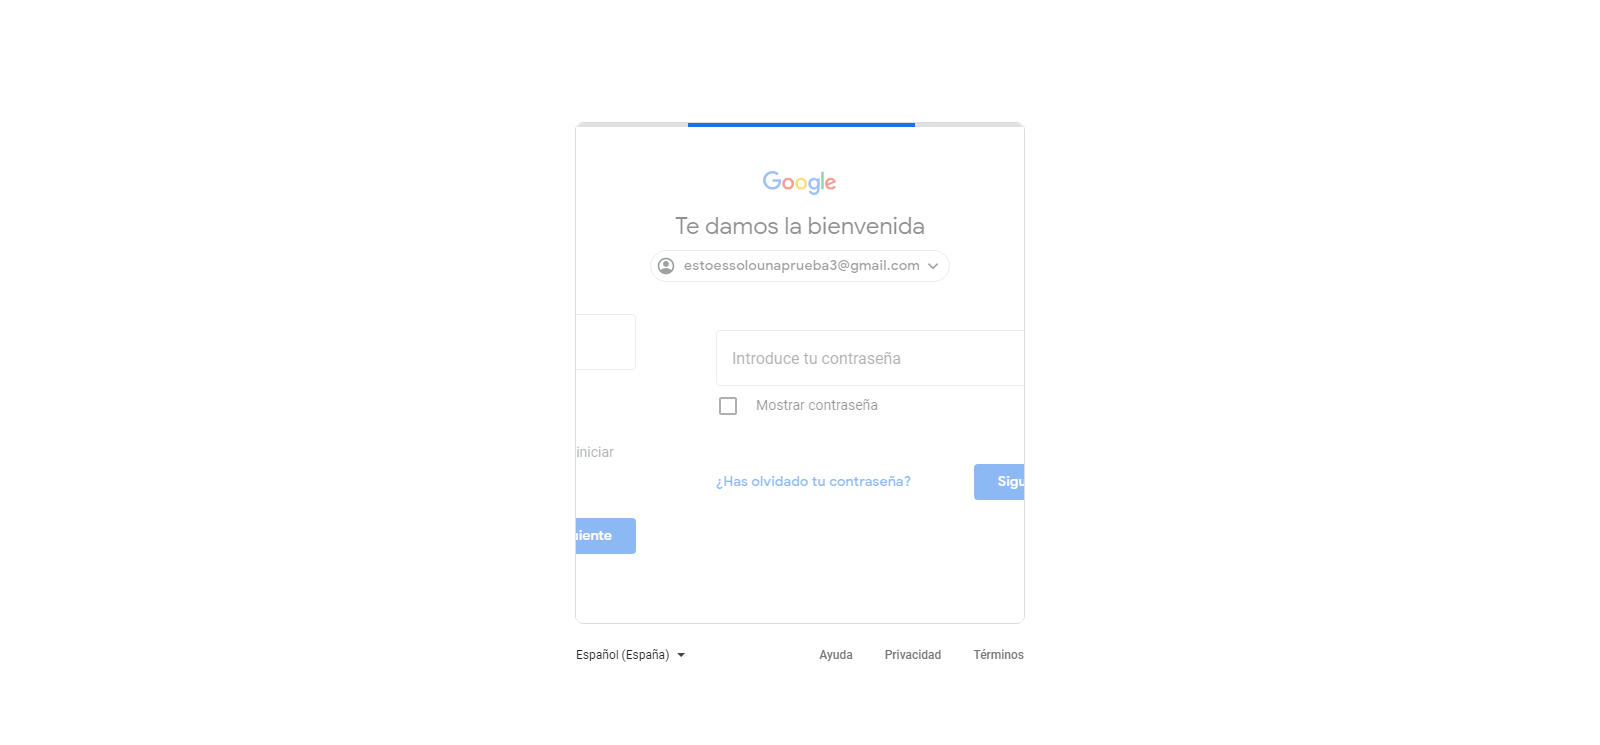 Google
Te damos la bienvenida
estoessolounaprueba3@gmail.com
Introduce tu contraseña
Mostrar contraseña
iniciar
¿Has olvidado tu contraseña?
Sigu
uiente
Español (España)
Ayuda
Privacidad
Términos